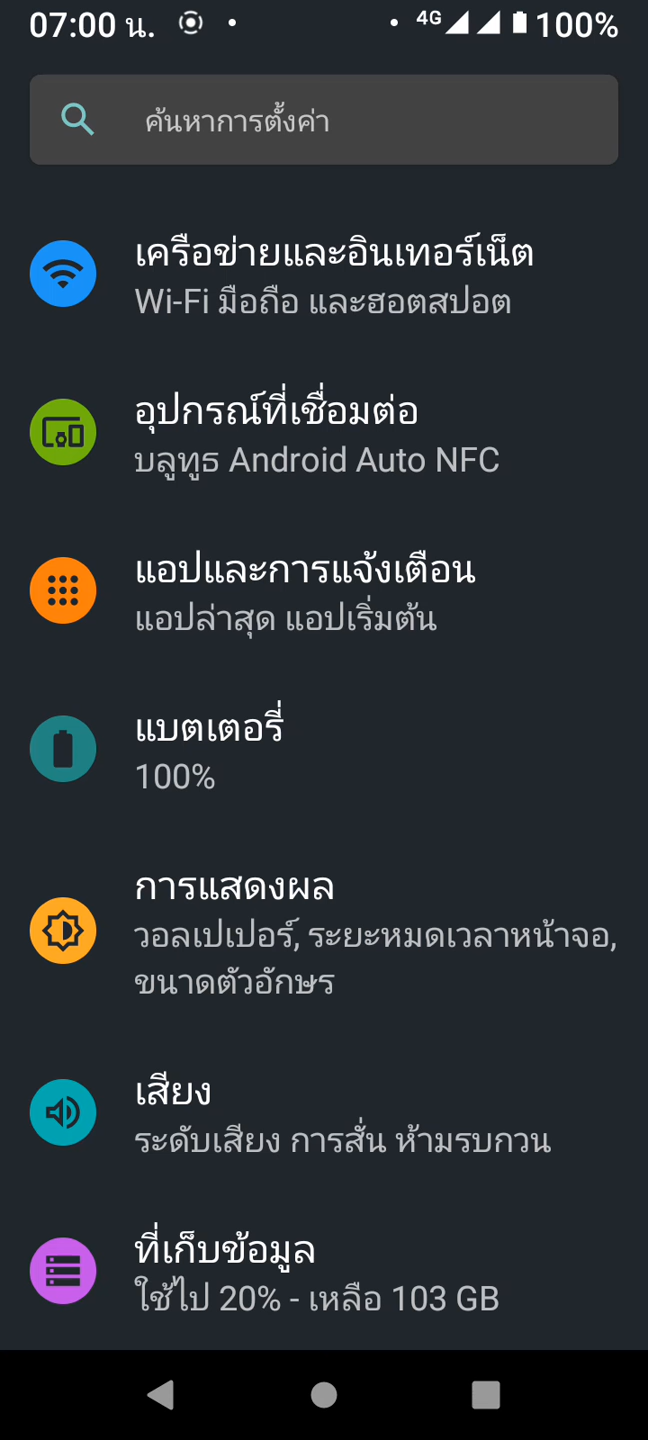 07:00 น.
4G 100%
ค้นหาการตั้งค่า
เครือข่ายและอินเทอร์เน็ต
Wi-Fi มือถือ และฮอตสปอต
อุปกรณ์ที่เชื่อมต่อ
บลูทูธ Android Auto NFC
แอปและการแจ้งเตือน
แอปล่าสุด แอปเริ่มต้น
แบตเตอรี่
100%
การแสดงผล
วอลเปเปอร์, ระยะหมดเวลาหน้าจอ,
ขนาดตัวอักษร
เสียง
ระดับเสียง การสั่น ห้ามรบกวน
ที่เก็บข้อมูล
ใช้ไป 20% - เหลือ 103 GB